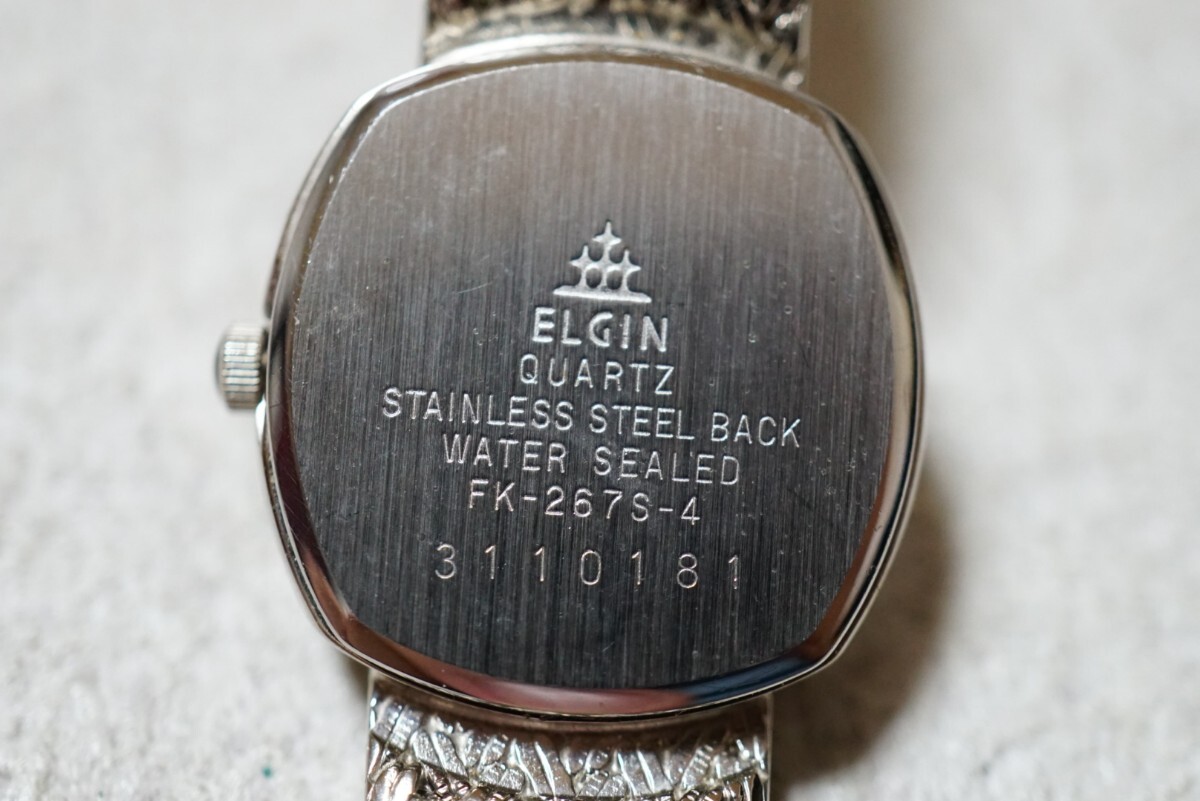 ELGIN
QUARTZ
STAINLESS STEEL BACK
WATER SEALED
FK-267S-4
3110181